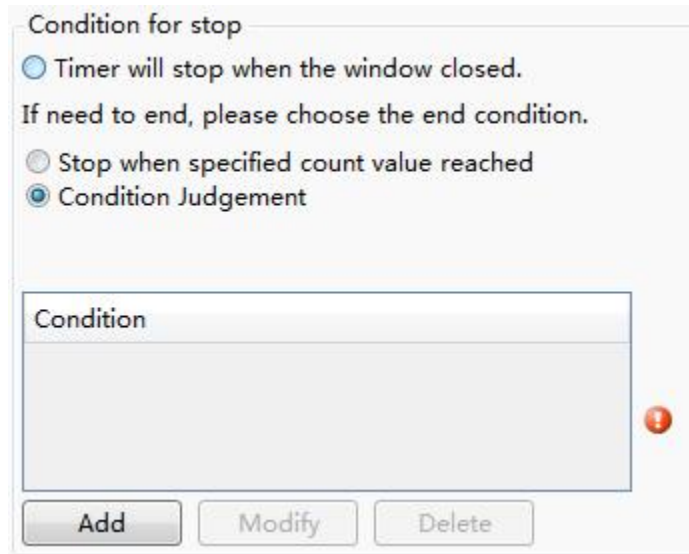 Condition for stop
Timer will stop when the window closed.
If need to end, please choose the end condition.
Stop when specified count value reached
Condition Judgement
Condition
Add Modify Delete